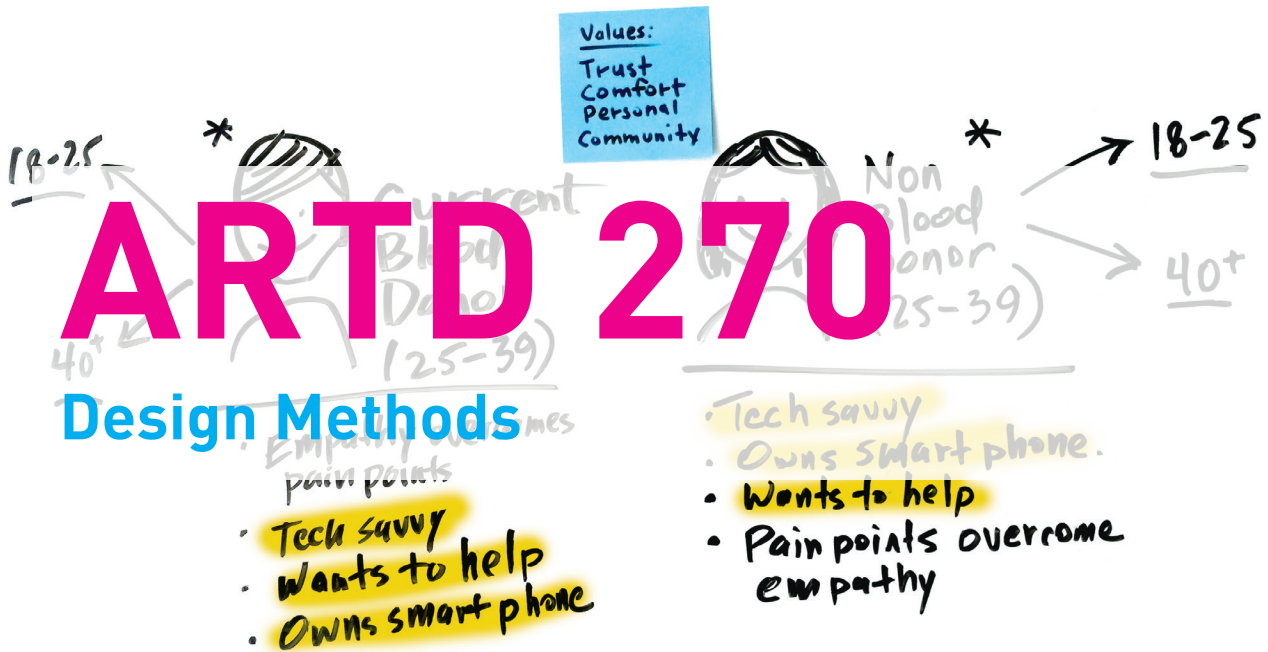 Values:
Trust
Comfort
Personal
Community
*
18-25
Current
Blood
Donor
(25-39)
40+
• Empathy overcomes
pain points
• Tech savvy
• Wants to help
• Owns smart phone
*
Non
Blood
Donor
(25-39)
18-25
40+
• Tech savvy
• Owns smart phone.
• Wants to help
• Pain points overcome
empathy
ARTD 270
Design Methods